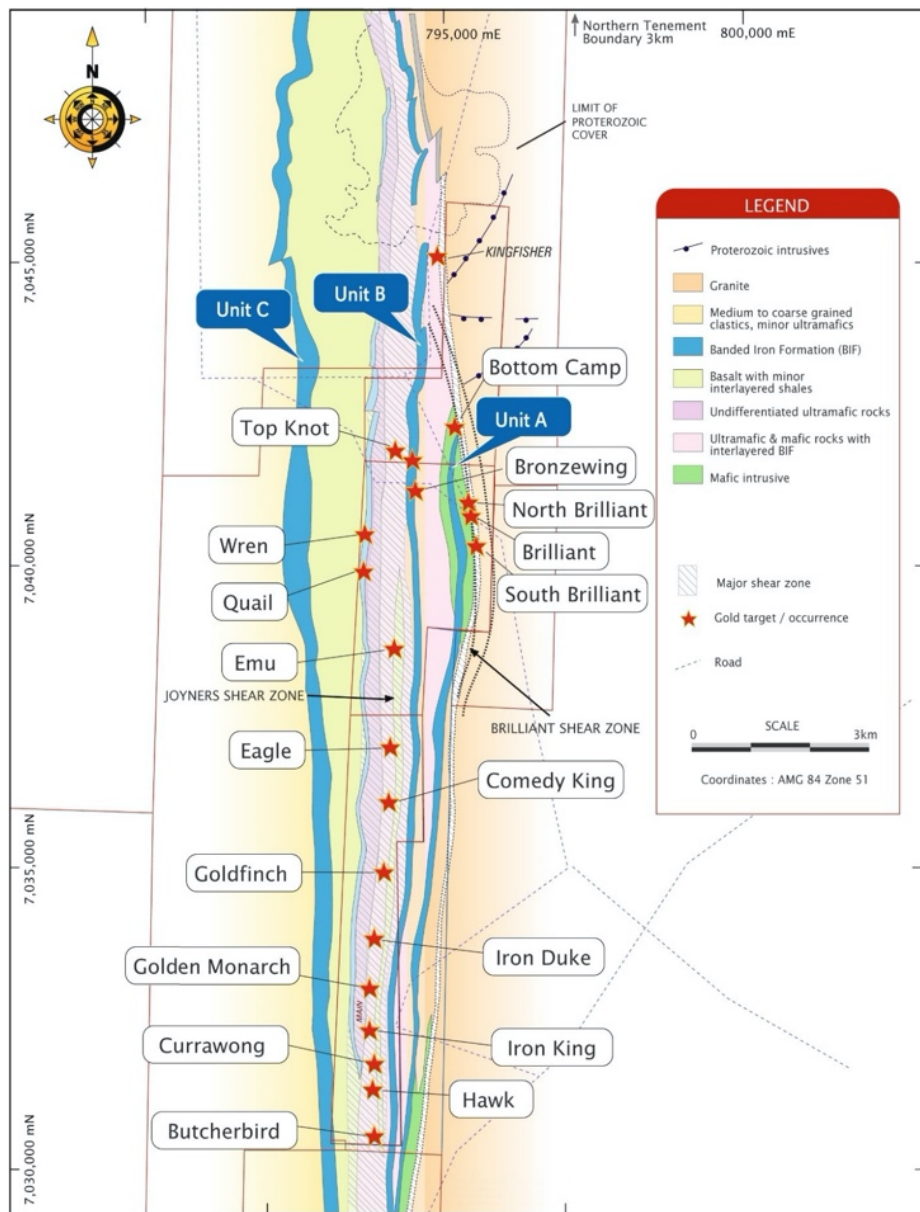 795,000 mE
Northern Tenement
Boundary 3km
800,000 mE
N
LIMIT OF
PROTEROZOIC
COVER
7,045,000 mN
KINGFISHER
Unit C
Unit B
Bottom Camp
Unit A
Top Knot
Bronzewing
North Brilliant
Brilliant
South Brilliant
Wren
7,040,000 mN
Quail
Emu
JOYNERS SHEAR ZONE
BRILLIANT SHEAR ZONE
Eagle
Comedy King
7,035,000 mN
Goldfinch
Iron Duke
Golden Monarch
MAIN
Iron King
Currawong
Hawk
Butcherbird
7,030,000 mN
LEGEND
Proterozoic intrusives
Granite
Medium to coarse grained
clastics, minor ultramafics
Banded Iron Formation (BIF)
Basalt with minor
interlayered shales
Undifferentiated ultramafic rocks
Ultramafic & mafic rocks with
interlayered BIF
Mafic intrusive
Major shear zone
Gold target / occurrence
Road
SCALE
0 3km
Coordinates : AMG 84 Zone 51